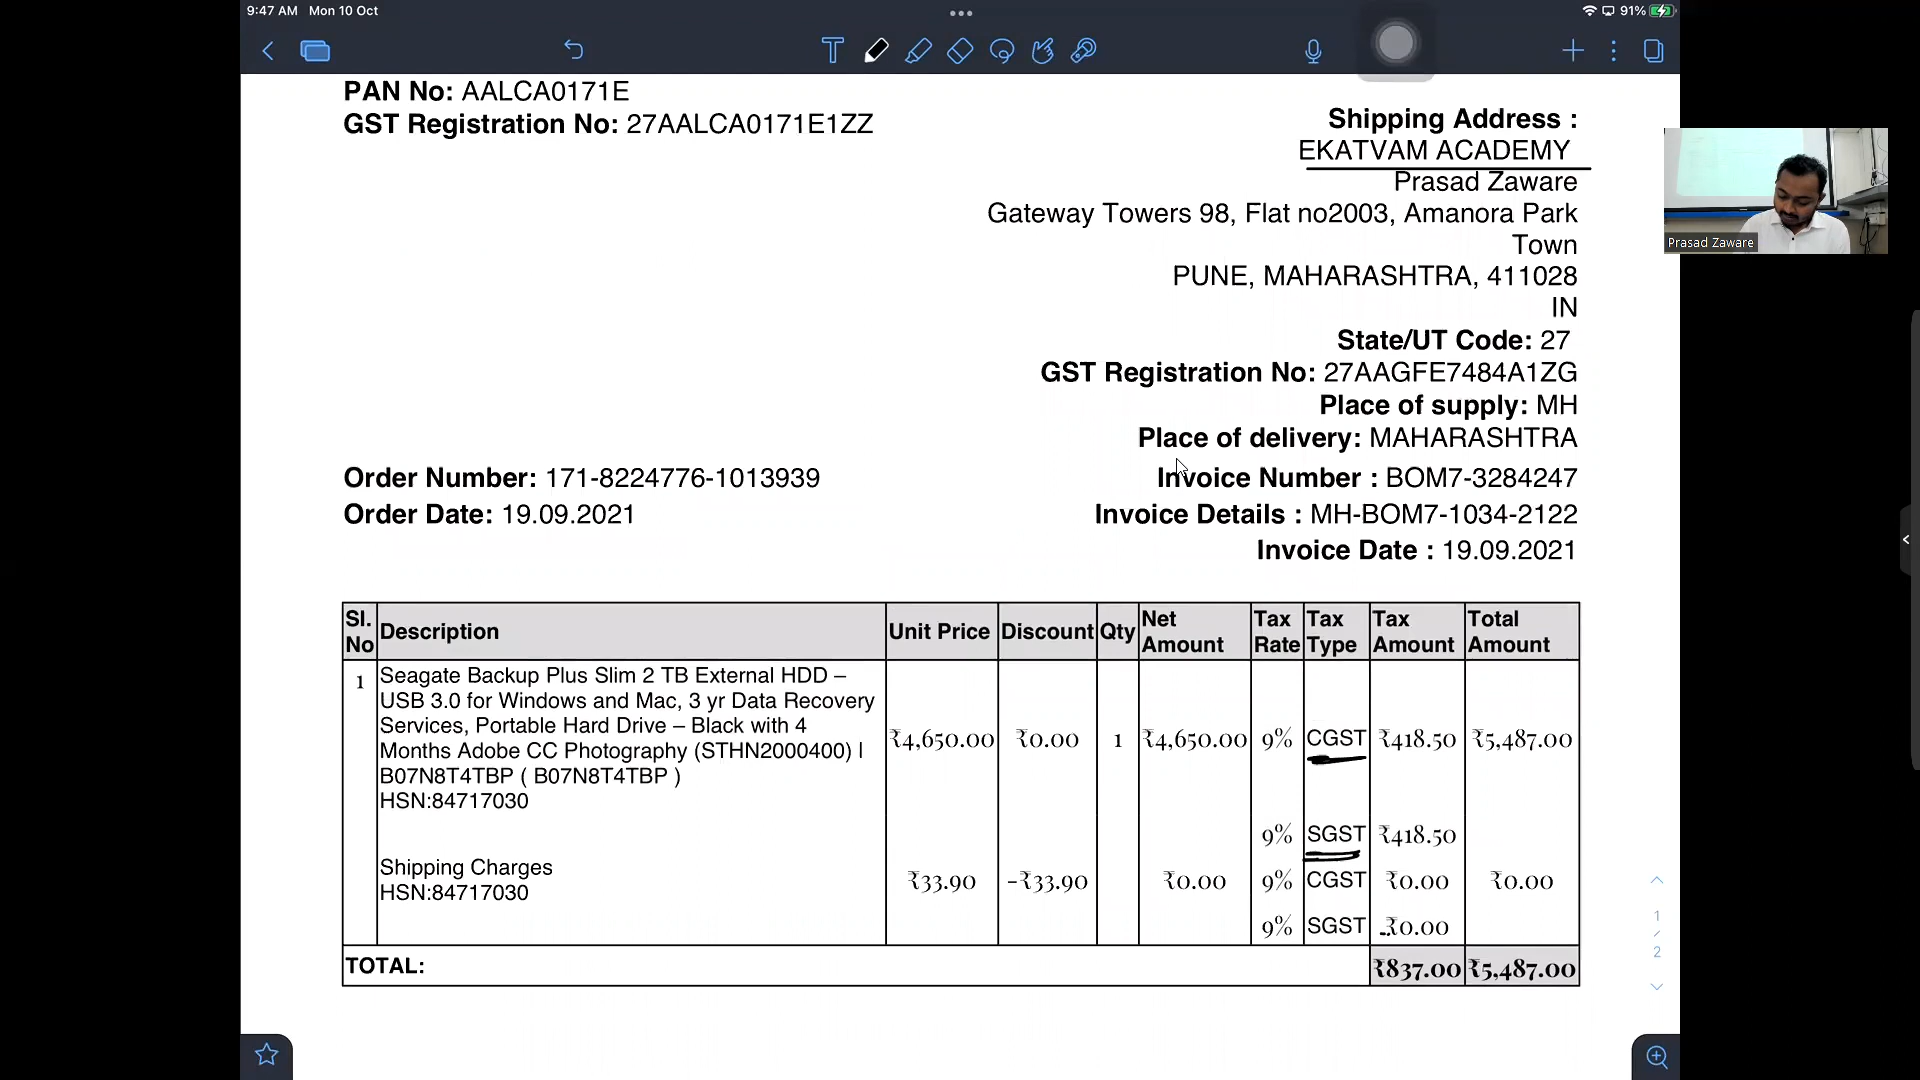 9:47 AM Mon 10 Oct
91%
PAN No: AALCA0171E
GST Registration No: 27AALCA0171E1ZZ
Shipping Address :
EKATVAM ACADEMY
Prasad Zaware
Gateway Towers 98, Flat no2003, Amanora Park
Town
PUNE, MAHARASHTRA, 411028
IN
State/UT Code: 27
GST Registration No: 27AAGFE7484A1ZG
Place of supply: MH
Place of delivery: MAHARASHTRA
Prasad Zaware
Order Number: 171-8224776-1013939
Order Date: 19.09.2021
Invoice Number : BOM7-3284247
Invoice Details : MH-BOM7-1034-2122
Invoice Date : 19.09.2021
Sl. No Description Unit Price Discount Qty Net Amount Tax Rate Tax Type Tax Amount Total Amount
1 Seagate Backup Plus Slim 2 TB External HDD –
USB 3.0 for Windows and Mac, 3 yr Data Recovery
Services, Portable Hard Drive – Black with 4
Months Adobe CC Photography (STHN2000400) |
B07N8T4TBP ( B07N8T4TBP )
HSN:84717030
₹4,650.00 ₹0.00 1 ₹4,650.00 9% CGST ₹418.50 ₹5,487.00
9% SGST ₹418.50
Shipping Charges
HSN:84717030
₹33.90 -₹33.90 ₹0.00 9% CGST ₹0.00 ₹0.00
9% SGST ₹0.00
TOTAL: ₹837.00 ₹5,487.00
1
/
2